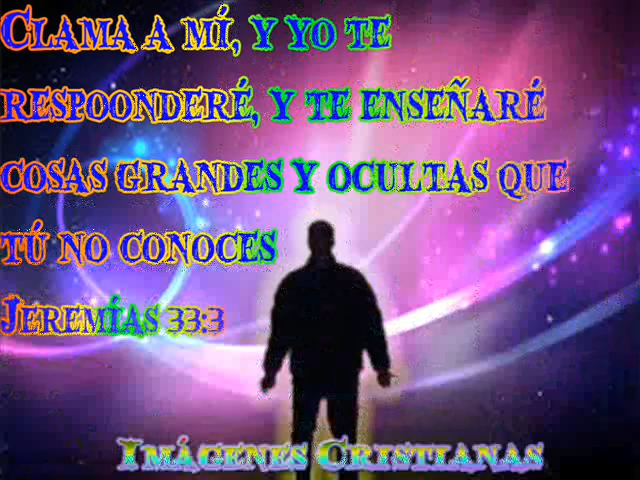 Clama a mí, y yo te
respoonderé, y te enseñaré
cosas grandes y ocultas que
tú no conoces
Jeremías 33:3
Imágenes Cristianas